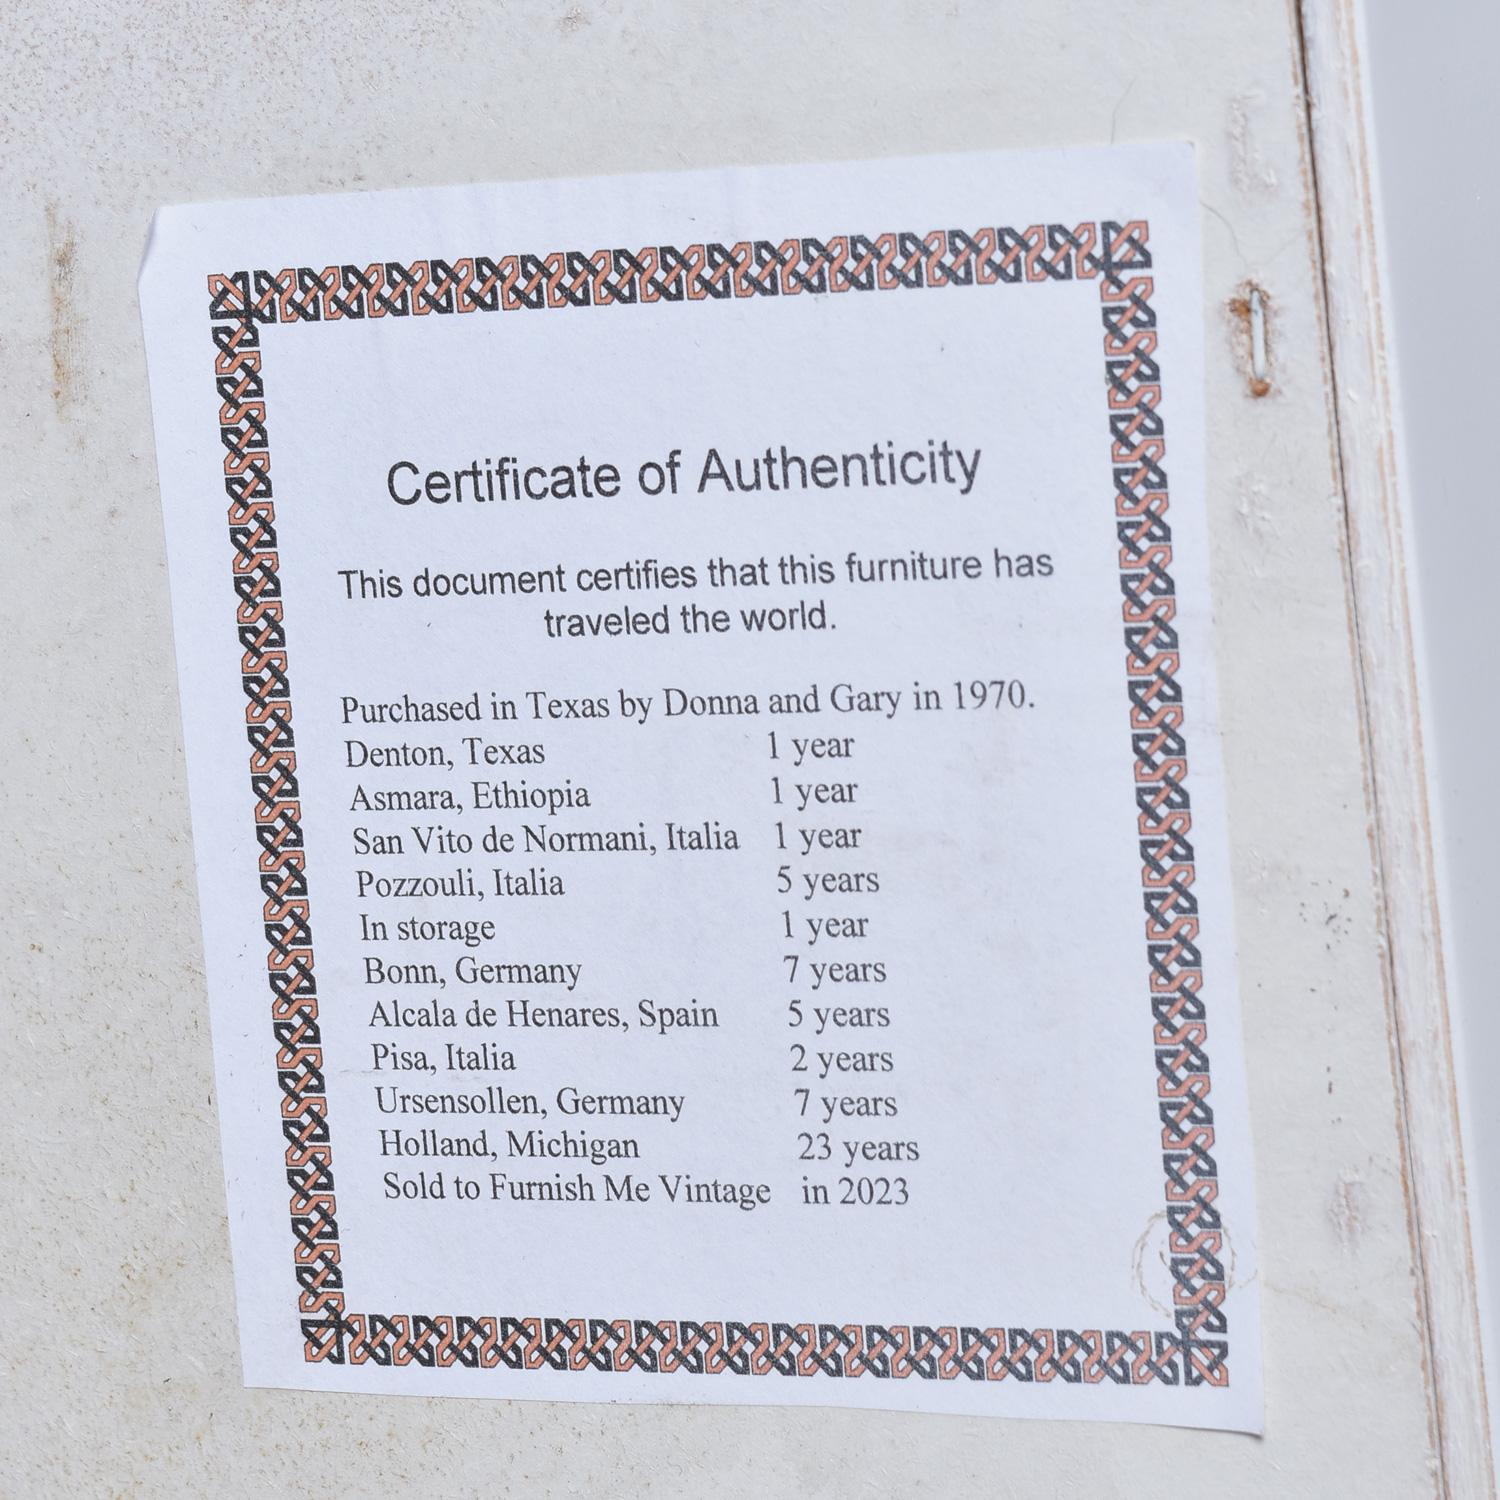 Certificate of Authenticity
This document certifies that this furniture has
traveled the world.
Purchased in Texas by Donna and Gary in 1970.
Denton, Texas 1 year
Asmara, Ethiopia 1 year
San Vito de Normani, Italia 1 year
Pozzouli, Italia 5 years
In storage 1 year
Bonn, Germany 7 years
Alcala de Henares, Spain 5 years
Pisa, Italia 2 years
Ursensollen, Germany 7 years
Holland, Michigan 23 years
Sold to Furnish Me Vintage in 2023